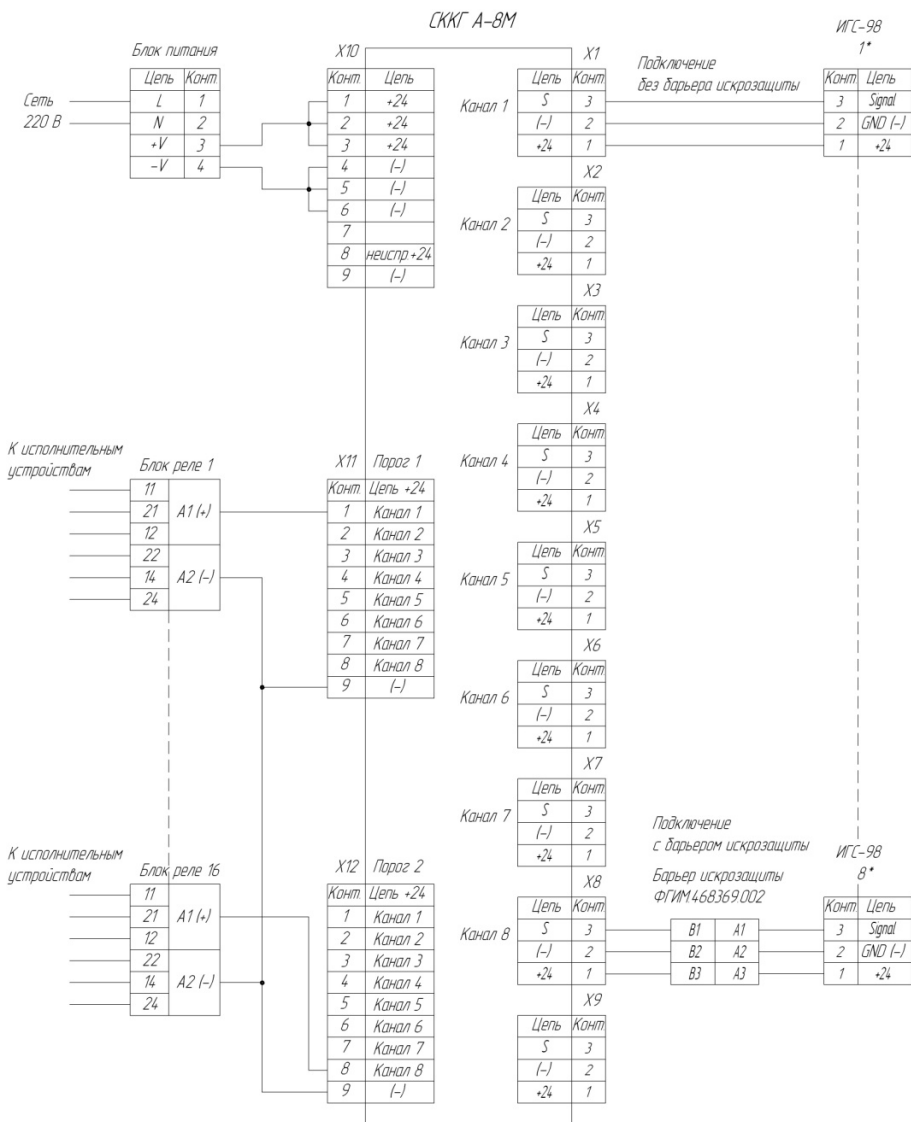 СККГ А-8М
Блок питания
Цепь Конт.
L 1
N 2
+V 3
-V 4
Сеть
220 В
X10
Конт. Цепь
1 +24
2 +24
3 +24
4 (-)
5 (-)
6 (-)
7
8 неиспр.+24
9 (-)
X1
Канал 1
Цепь Конт.
S 3
(-) 2
+24 1
Подключение
без барьера искрозащиты
ИГС-98
1*
Конт. Цепь
3 Signal
2 GND (-)
1 +24
X2
Канал 2
Цепь Конт.
S 3
(-) 2
+24 1
X3
Канал 3
Цепь Конт.
S 3
(-) 2
+24 1
X4
Канал 4
Цепь Конт.
S 3
(-) 2
+24 1
К исполнительным
устройствам
Блок реле 1
11
21
12
22
14
24
A1 (+)
A2 (-)
X11 Порог 1
Конт. Цепь +24
1 Канал 1
2 Канал 2
3 Канал 3
4 Канал 4
5 Канал 5
6 Канал 6
7 Канал 7
8 Канал 8
9 (-)
X5
Канал 5
Цепь Конт.
S 3
(-) 2
+24 1
X6
Канал 6
Цепь Конт.
S 3
(-) 2
+24 1
X7
Канал 7
Цепь Конт.
S 3
(-) 2
+24 1
К исполнительным
устройствам
Блок реле 16
11
21
12
22
14
24
A1 (+)
A2 (-)
X12 Порог 2
Конт. Цепь +24
1 Канал 1
2 Канал 2
3 Канал 3
4 Канал 4
5 Канал 5
6 Канал 6
7 Канал 7
8 Канал 8
9 (-)
X8
Канал 8
Цепь Конт.
S 3
(-) 2
+24 1
Подключение
с барьером искрозащиты
Барьер искрозащиты
ФГИМ.468369.002
B1 A1
B2 A2
B3 A3
ИГС-98
8*
Конт. Цепь
3 Signal
2 GND (-)
1 +24
X9
Цепь Конт.
S 3
(-) 2
+24 1